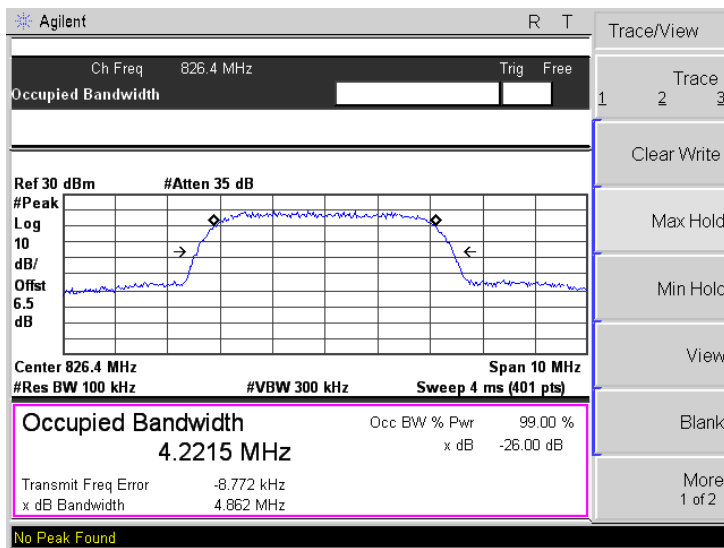 Agilent R T
Trace/View
Ch Freq 826.4 MHz Trig Free
Occupied Bandwidth
Trace
1 2 3
Clear Write
Ref 30 dBm #Atten 35 dB
#Peak
Log
10
dB/
Offst
6.5
dB
Max Hold
Min Hold
View
Center 826.4 MHz Span 10 MHz
#Res BW 100 kHz #VBW 300 kHz Sweep 4 ms (401 pts)
Occupied Bandwidth
4.2215 MHz
Occ BW % Pwr 99.00 %
x dB -26.00 dB
Transmit Freq Error -8.772 kHz
x dB Bandwidth 4.862 MHz
Blank
More
1 of 2
No Peak Found